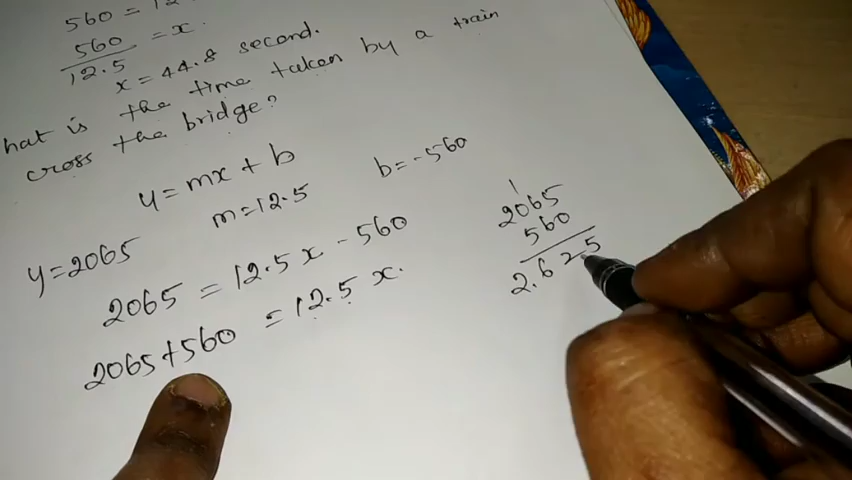 560 = 12.
560 / 12.5 = x.
x = 44.8 second.
hat is the time taken by a train
cross the bridge?
y = mx + b
m = 12.5 b = -560
y = 2065
2065 = 12.5x - 560
2065 + 560 = 12.5 x.
1
2065
560
2.625